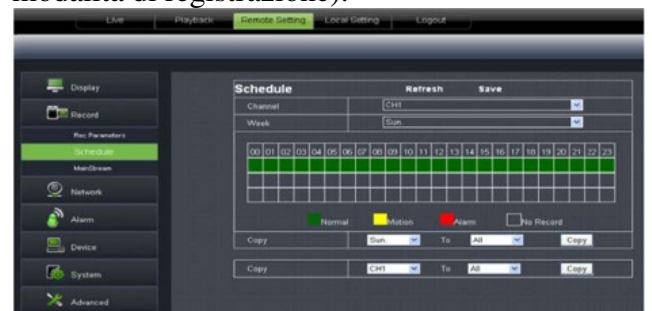 modalità di registrazione).
Live Playback Remote Setting Local Setting Logout
Display
Record
Rec Parameters
Schedule
MainStream
Network
Alarm
Device
System
Advanced
Schedule Refresh Save
Channel CH1
Week Sun.
00 01 02 03 04 05 06 07 08 09 10 11 12 13 14 15 16 17 18 19 20 21 22 23
Normal Motion Alarm No Record
Copy Sun. To All Copy
Copy CH1 To All Copy